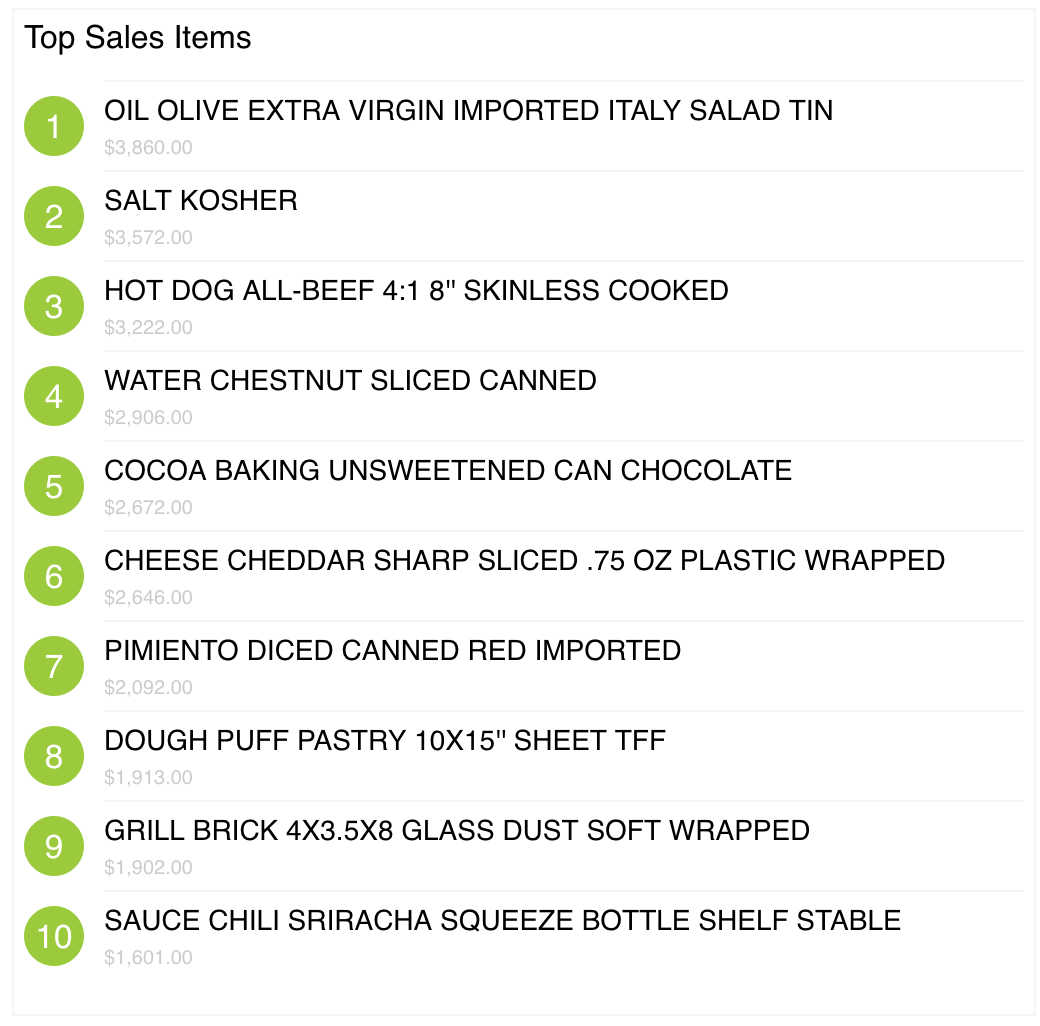 Top Sales Items
1
OIL OLIVE EXTRA VIRGIN IMPORTED ITALY SALAD TIN
$3,860.00
2
SALT KOSHER
$3,572.00
3
HOT DOG ALL-BEEF 4:1 8" SKINLESS COOKED
$3,222.00
4
WATER CHESTNUT SLICED CANNED
$2,906.00
5
COCOA BAKING UNSWEETENED CAN CHOCOLATE
$2,672.00
6
CHEESE CHEDDAR SHARP SLICED .75 OZ PLASTIC WRAPPED
$2,646.00
7
PIMIENTO DICED CANNED RED IMPORTED
$2,092.00
8
DOUGH PUFF PASTRY 10X15" SHEET TFF
$1,913.00
9
GRILL BRICK 4X3.5X8 GLASS DUST SOFT WRAPPED
$1,902.00
10
SAUCE CHILI SRIRACHA SQUEEZE BOTTLE SHELF STABLE
$1,601.00